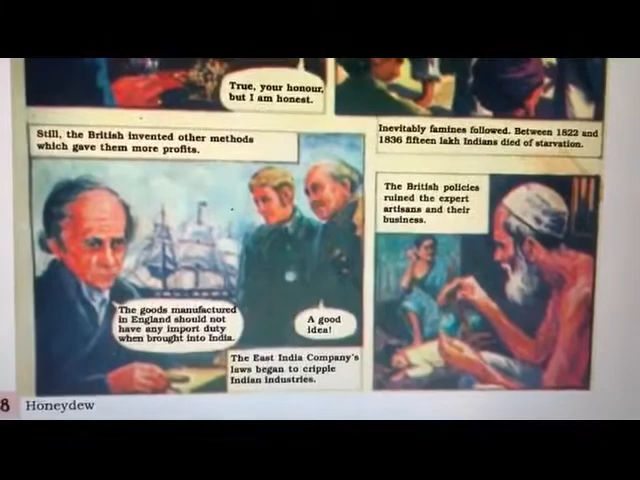 True, your honour,
but I am honest.
Inevitably famines followed. Between 1822 and
1836 fifteen lakh Indians died of starvation.
Still, the British invented other methods
which gave them more profits.
The goods manufactured
in England should not
have any import duty
when brought into India.
A good
idea!
The East India Company's
laws began to cripple
Indian industries.
The British policies
ruined the expert
artisans and their
business.
8 Honeydew